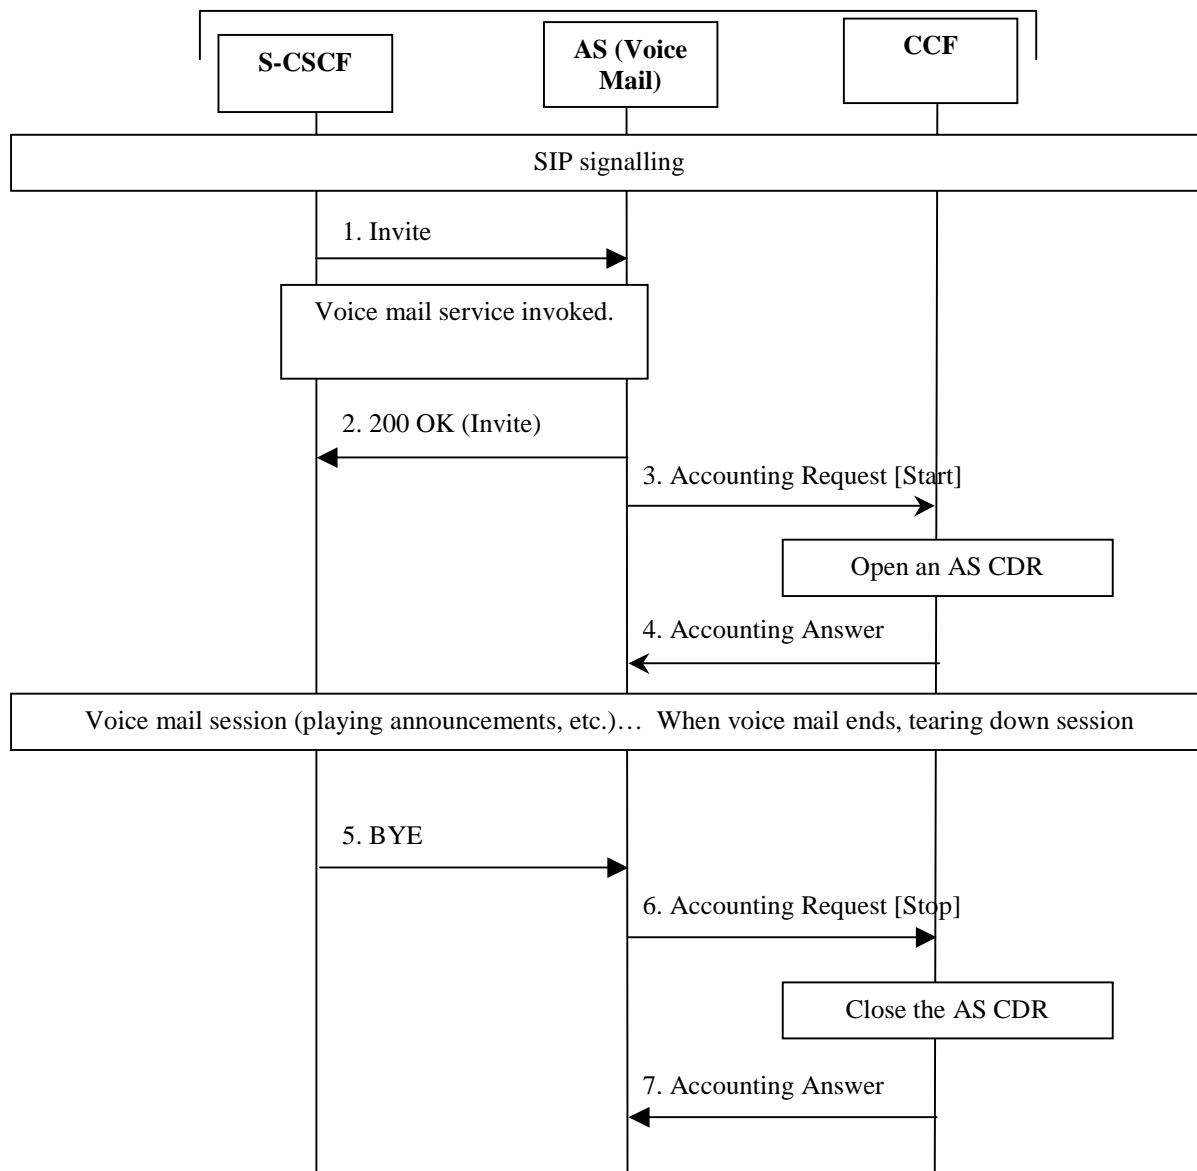 S-CSCF
AS (Voice
Mail)
CCF
SIP signalling
1. Invite
Voice mail service invoked.
2. 200 OK (Invite)
3. Accounting Request [Start]
Open an AS CDR
4. Accounting Answer
Voice mail session (playing announcements, etc.)… When voice mail ends, tearing down session
5. BYE
6. Accounting Request [Stop]
Close the AS CDR
7. Accounting Answer